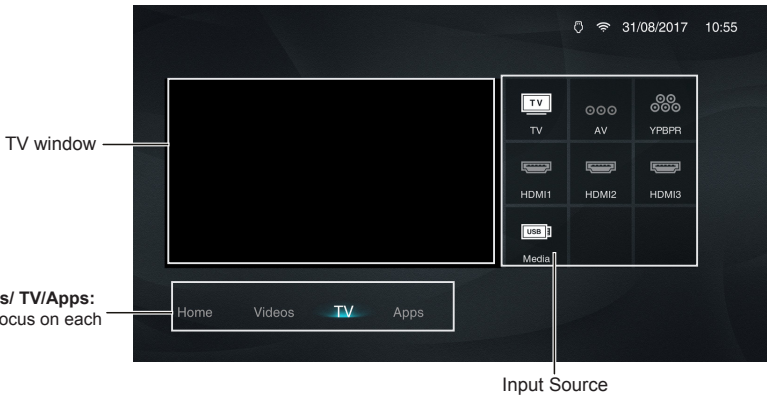 31/08/2017 10:55
TV window
TV
TV AV YPBPR
HDMI1 HDMI2 HDMI3
USB
Media
s/ TV/Apps:
ocus on each
Home Videos TV Apps
Input Source